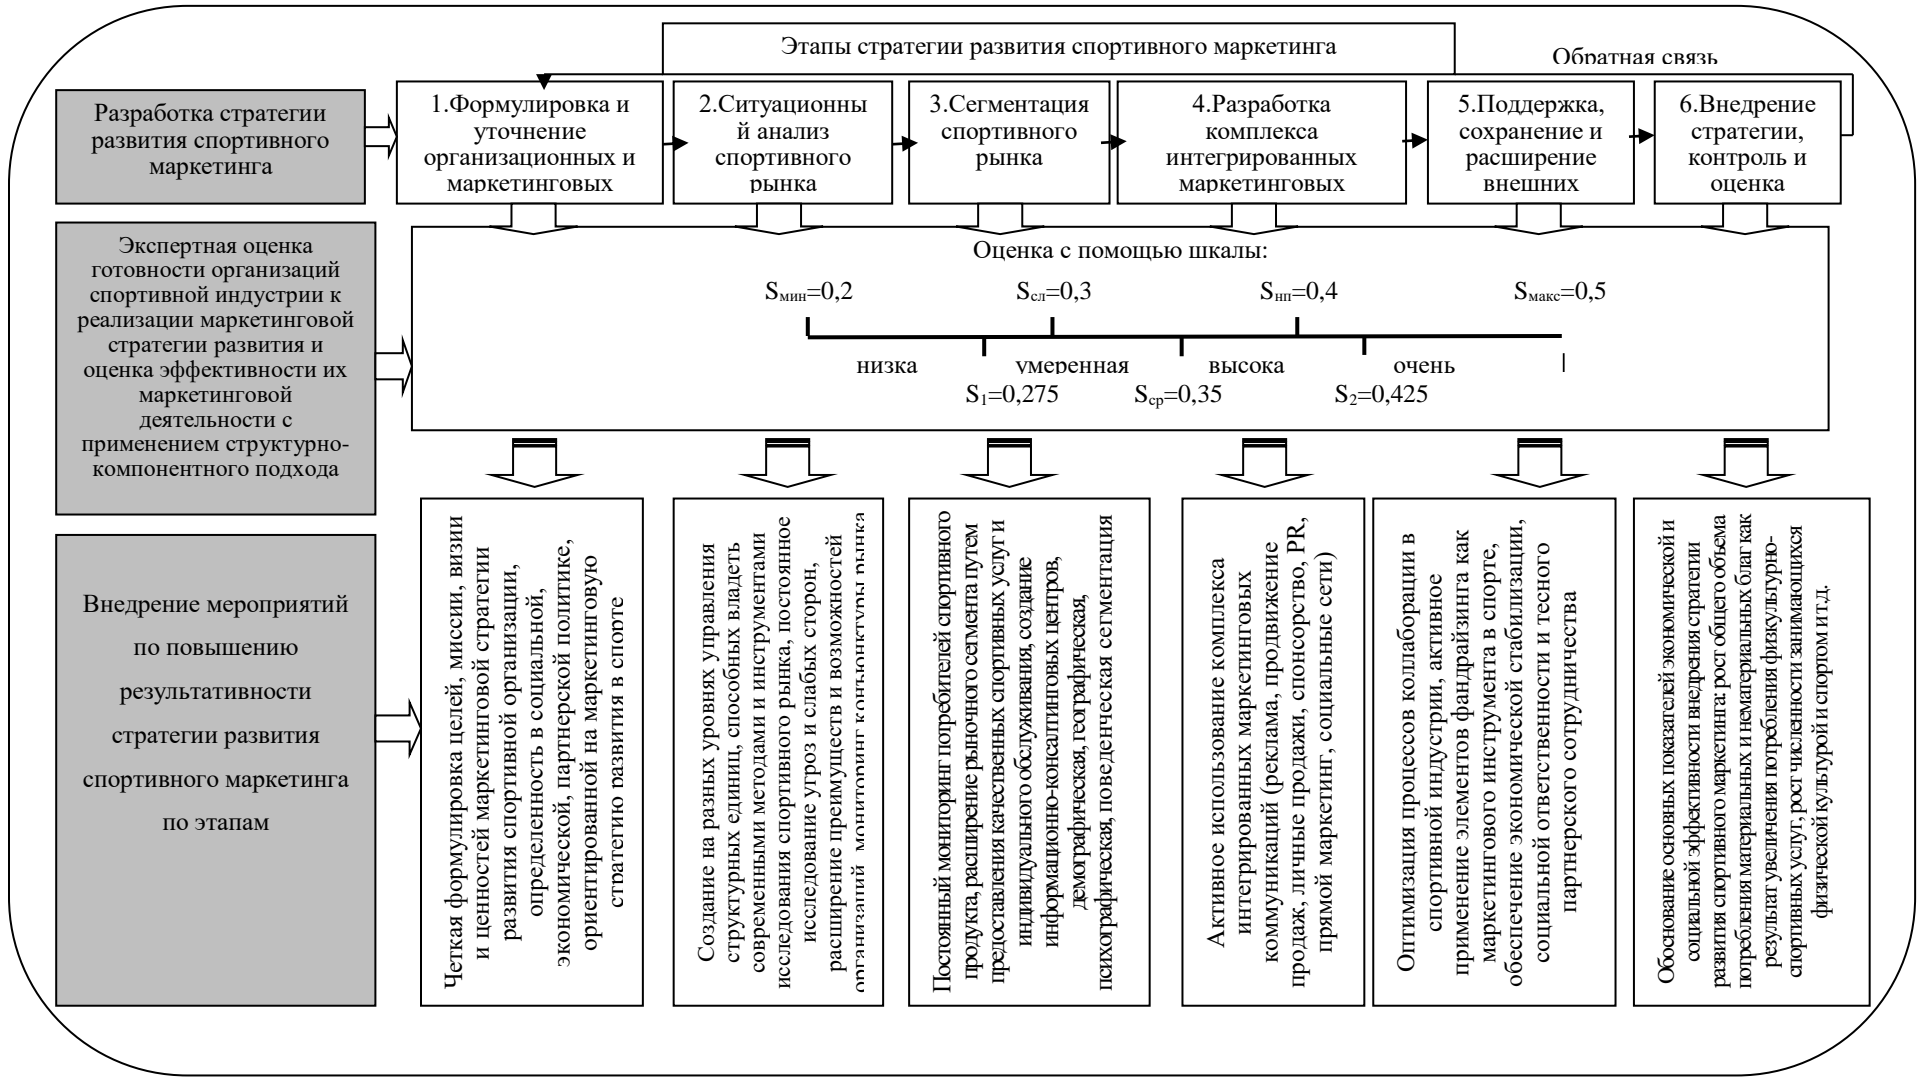 Этапы стратегии развития спортивного маркетинга
Обратная связь
Разработка стратегии
развития спортивного
маркетинга
1.Формулировка и
уточнение
организационных и
маркетинговых
2.Ситуационны
й анализ
спортивного
рынка
3.Сегментация
спортивного
рынка
4.Разработка
комплекса
интегрированных
маркетинговых
5.Поддержка,
сохранение и
расширение
внешних
6.Внедрение
стратегии,
контроль и
оценка
Экспертная оценка
готовности организаций
спортивной индустрии к
реализации маркетинговой
стратегии развития и
оценка эффективности их
маркетинговой
деятельности с
применением структурно-
компонентного подхода
Оценка с помощью шкалы:
Sмин=0,2
Sсл=0,3
Sнп=0,4
Sмакс=0,5
низка
умеренная
высока
очень
S1=0,275
Sср=0,35
S2=0,425
Внедрение мероприятий
по повышению
результативности
стратегии развития
спортивного маркетинга
по этапам
Четкая формулировка целей, миссии, визии
и ценностей маркетинговой стратегии
развития спортивной организации,
определенность в социальной,
экономической, партнерской политике,
ориентированной на маркетинговую
стратегию развития в спорте
Создание на разных уровнях управления
структурных единиц, способных владеть
современными методами и инструментами
исследования спортивного рынка, постоянное
исследование угроз и слабых сторон,
расширение преимуществ и возможностей
организаций, мониторинг конъюнктуры рынка
Постоянный мониторинг потребителей спортивного
продукта, расширение рыночного сегмента путем
предоставления качественных спортивных услуг и
индивидуального обслуживания, создание
информационно-консалтинговых центров,
демографическая, географическая,
психографическая, поведенческая сегментация
Активное использование комплекса
интегрированных маркетинговых
коммуникаций (реклама, продвижение
продаж, личные продажи, спонсорство, PR,
прямой маркетинг, социальные сети)
Оптимизация процессов коллаборации в
спортивной индустрии, активное
применение элементов фандрайзинга как
маркетингового инструмента в спорте,
обеспечение экономической стабилизации,
социальной ответственности и тесного
партнерского сотрудничества
Обоснование основных показателей экономической и
социальной эффективности внедрения стратегии
развития спортивного маркетинга: рост общего объема
потребления материальных и нематериальных благ как
результат увеличения потребления физкультурно-
спортивных услуг, рост численности занимающихся
физической культурой и спортом и т.д.